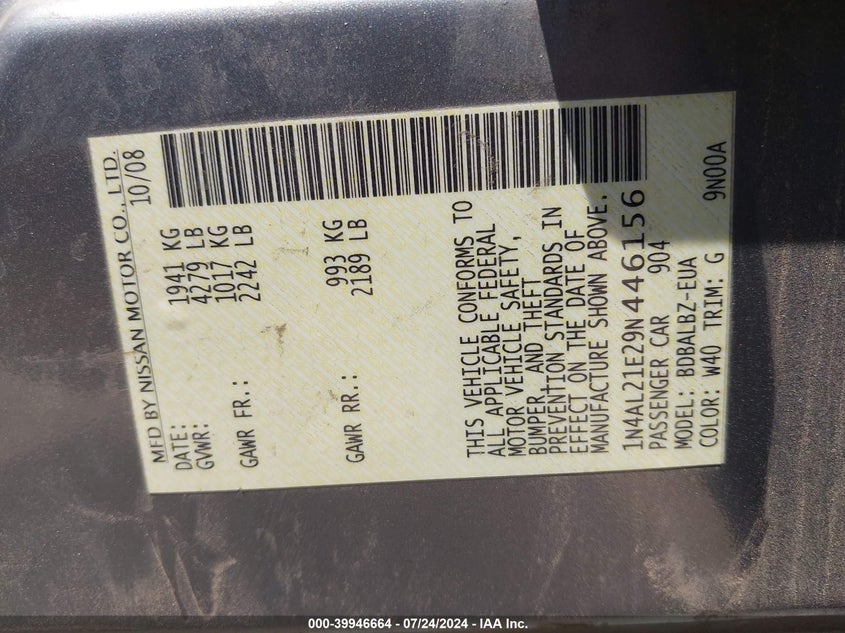 MFD BY NISSAN MOTOR CO., LTD.
DATE: 10/08
GVWR: 1941 KG
4279 LB
GAWR FR.: 1017 KG
2242 LB
GAWR RR.: 993 KG
2189 LB
THIS VEHICLE CONFORMS TO
ALL APPLICABLE FEDERAL
MOTOR VEHICLE SAFETY,
BUMPER, AND THEFT
PREVENTION STANDARDS IN
EFFECT ON THE DATE OF
MANUFACTURE SHOWN ABOVE.
1N4AL21E29N446156
PASSENGER CAR 904
MODEL: BDBALBZ-EUA
COLOR: W40 TRIM: G 9N00A
000-39946664 - 07/24/2024 - IAA Inc.